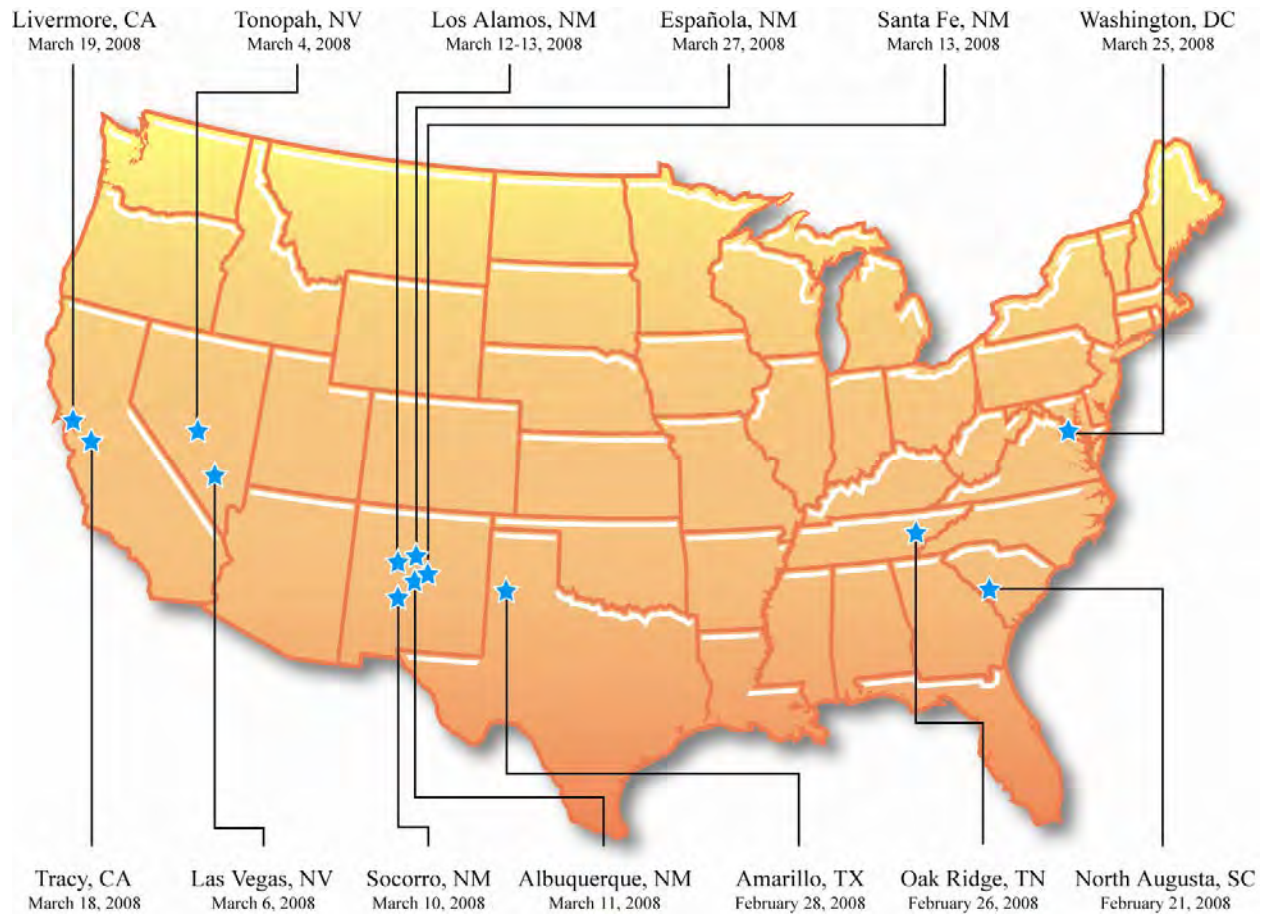 Livermore, CA
March 19, 2008
Tonopah, NV
March 4, 2008
Los Alamos, NM
March 12-13, 2008
Española, NM
March 27, 2008
Santa Fe, NM
March 13, 2008
Washington, DC
March 25, 2008
Tracy, CA
March 18, 2008
Las Vegas, NV
March 6, 2008
Socorro, NM
March 10, 2008
Albuquerque, NM
March 11, 2008
Amarillo, TX
February 28, 2008
Oak Ridge, TN
February 26, 2008
North Augusta, SC
February 21, 2008